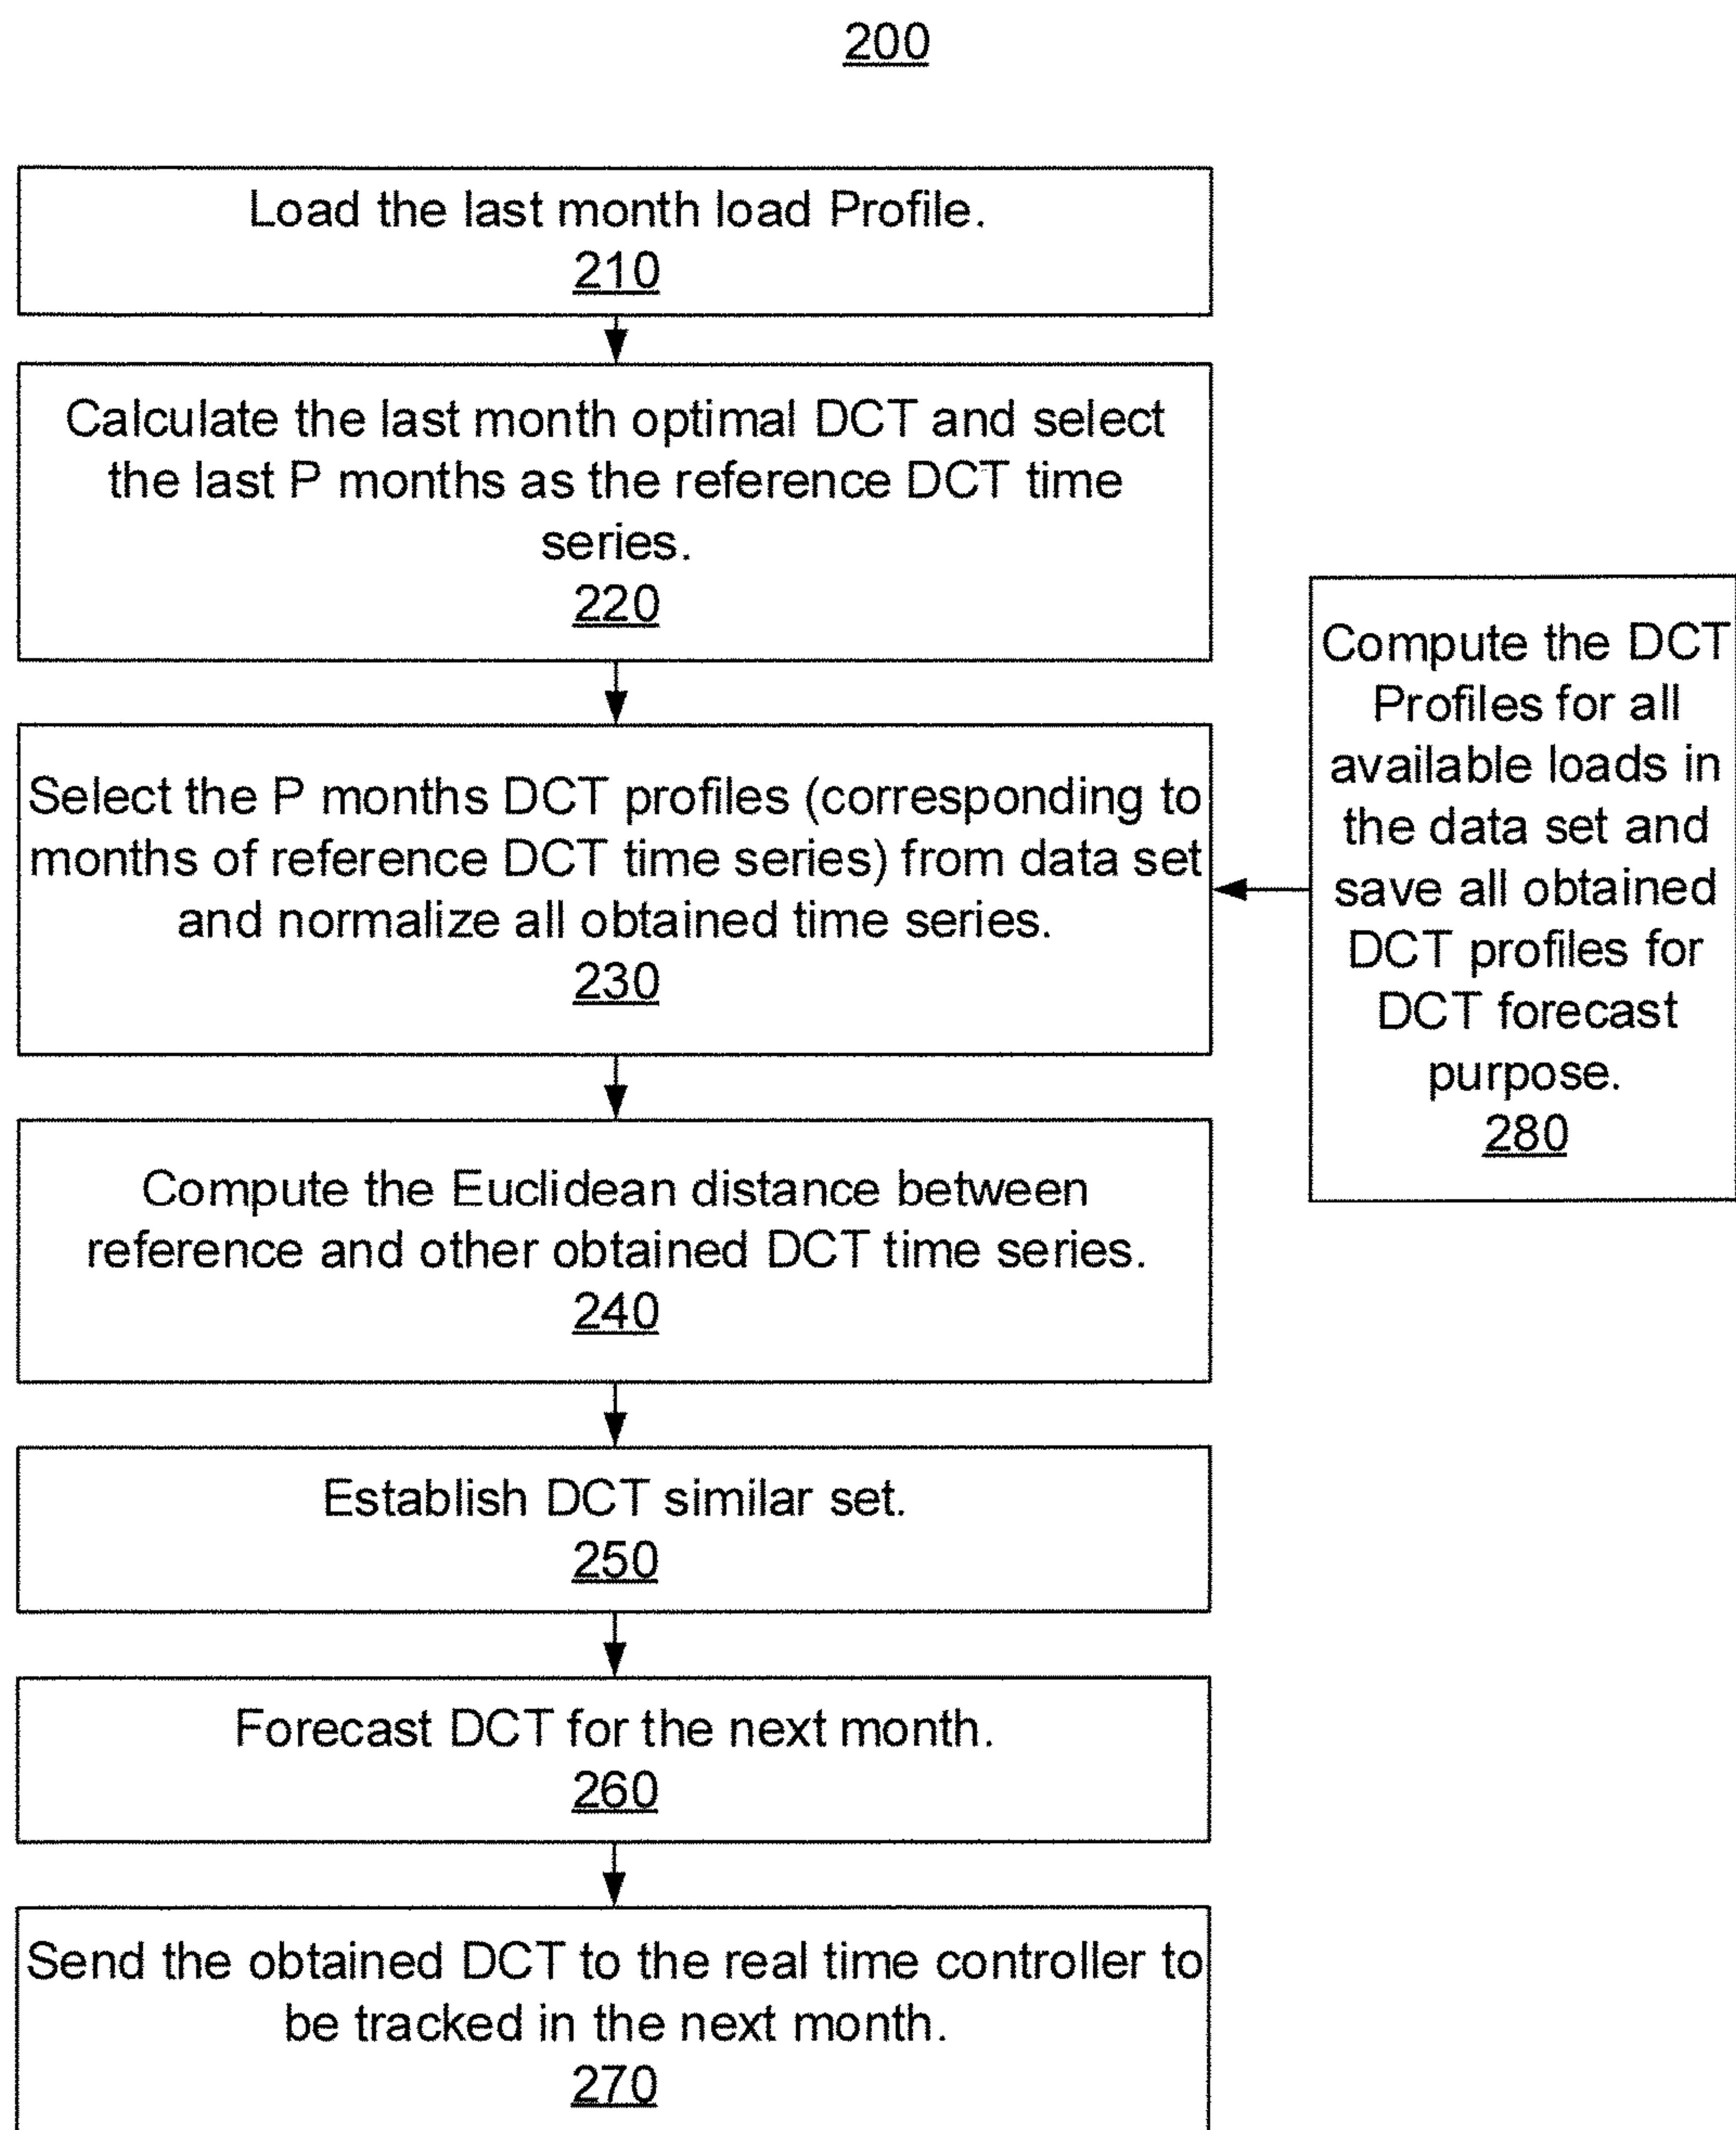 200
Load the last month load Profile.
210
Calculate the last month optimal DCT and select
the last P months as the reference DCT time
series.
220
Select the P months DCT profiles (corresponding to
months of reference DCT time series) from data set
and normalize all obtained time series.
230
Compute the DCT
Profiles for all
available loads in
the data set and
save all obtained
DCT profiles for
DCT forecast
purpose.
280
Compute the Euclidean distance between
reference and other obtained DCT time series.
240
Establish DCT similar set.
250
Forecast DCT for the next month.
260
Send the obtained DCT to the real time controller to
be tracked in the next month.
270